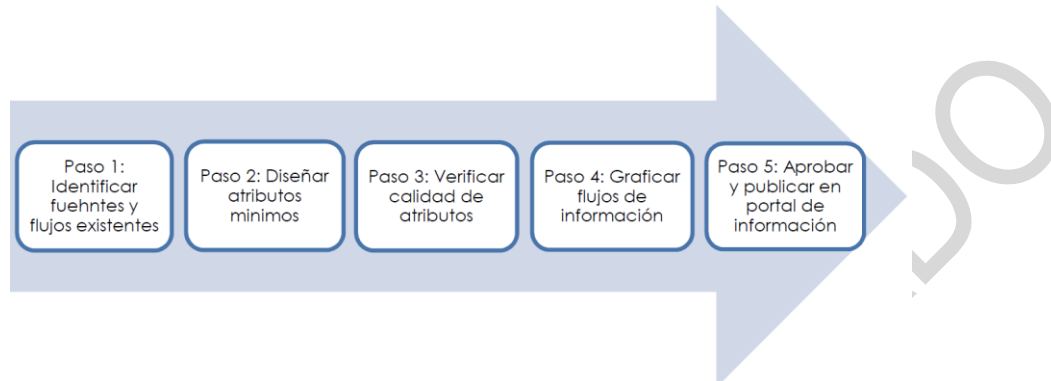 Paso 1:
Identificar
fuehntes y
flujos existentes
Paso 2: Diseñar
atributos
minimos
Paso 3: Verificar
calidad de
atributos
Paso 4: Graficar
flujos de
información
Paso 5: Aprobar
y publicar en
portal de
información